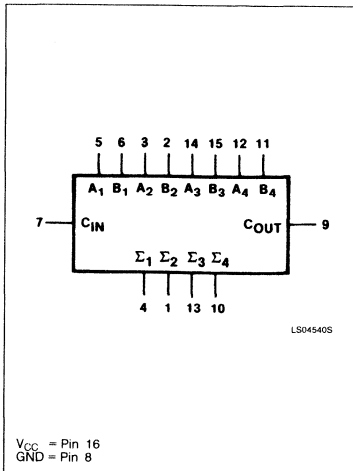 5 6 3 2 14 15 12 11
A1 B1 A2 B2 A3 B3 A4 B4
7 CIN COUT 9
Σ1 Σ2 Σ3 Σ4
4 1 13 10
LS04540S
VCC = Pin 16
GND = Pin 8